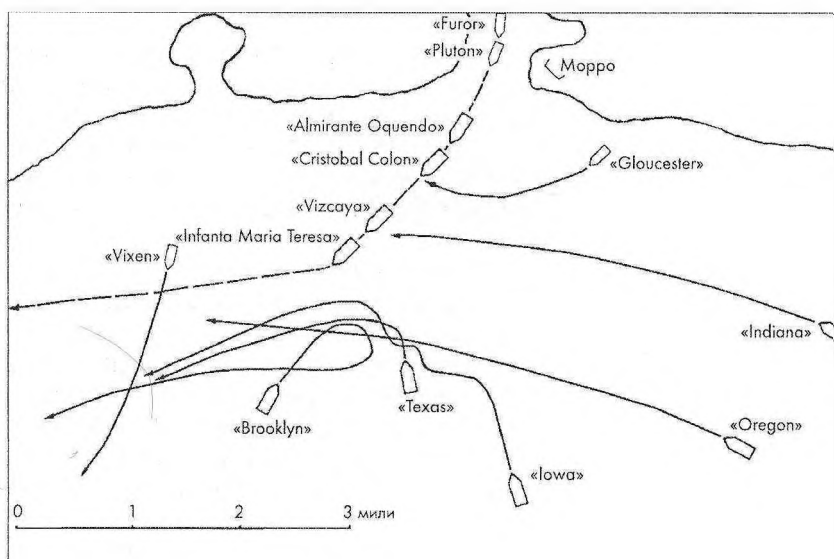 «Furor»
«Pluton»
Моппо
«Almirante Oquendo»
«Cristobal Colon»
«Gloucester»
«Vizcaya»
«Infanta Maria Teresa»
«Vixen»
«Indiana»
«Texas»
«Brooklyn»
«Oregon»
«Iowa»
0 1 2 3 мили